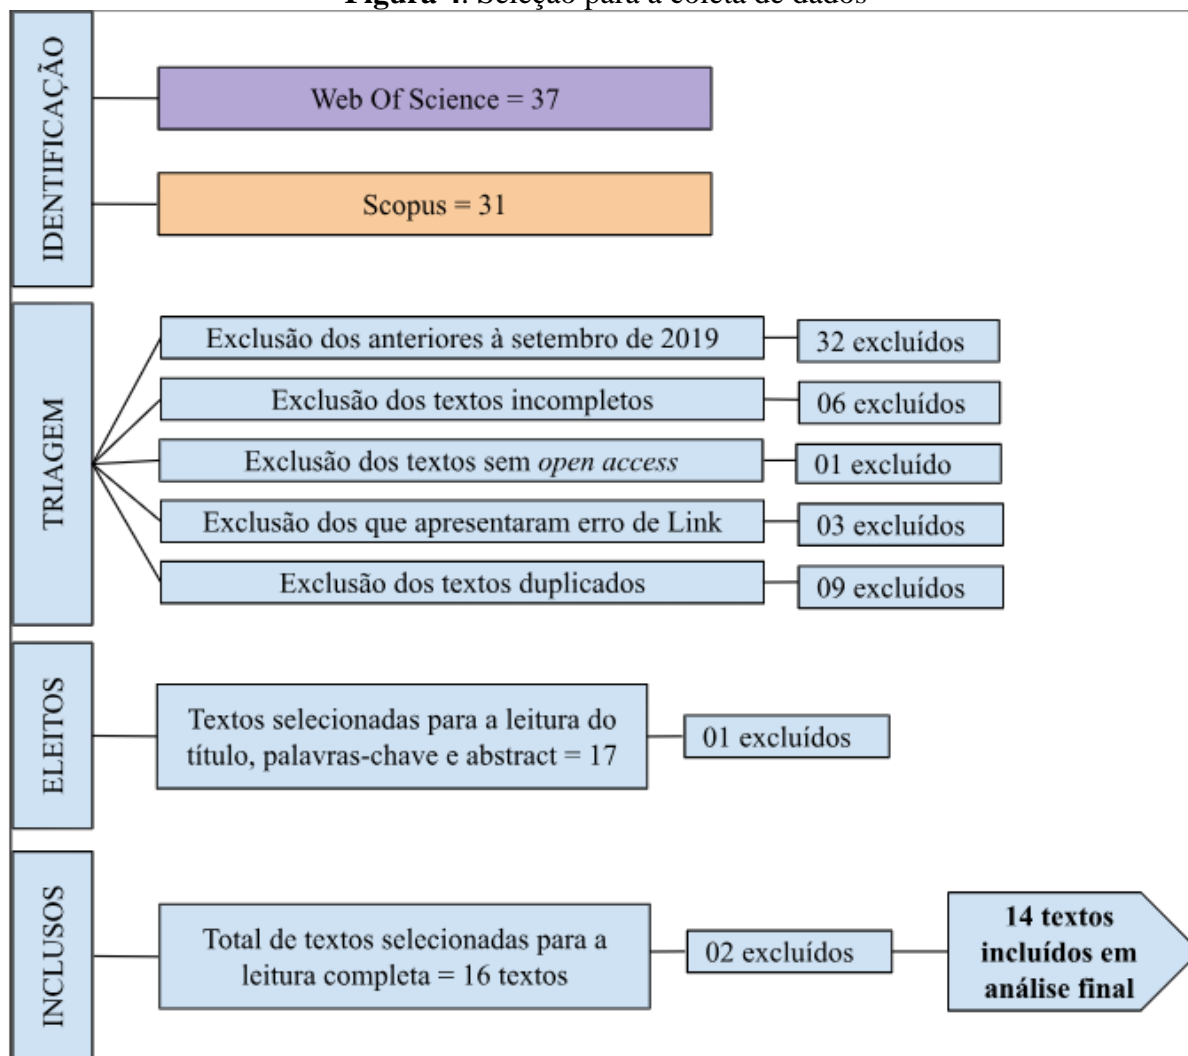 Figura 4. Seleção para a coleta de dados
IDENTIFICAÇÃO
Web Of Science = 37
Scopus = 31
TRIAGEM
Exclusão dos anteriores à setembro de 2019
32 excluídos
Exclusão dos textos incompletos
06 excluídos
Exclusão dos textos sem open access
01 excluído
Exclusão dos que apresentaram erro de Link
03 excluídos
Exclusão dos textos duplicados
09 excluídos
ELEITOS
Textos selecionadas para a leitura do
título, palavras-chave e abstract = 17
01 excluídos
INCLUSOS
Total de textos selecionadas para a
leitura completa = 16 textos
02 excluídos
14 textos
incluídos em
análise final